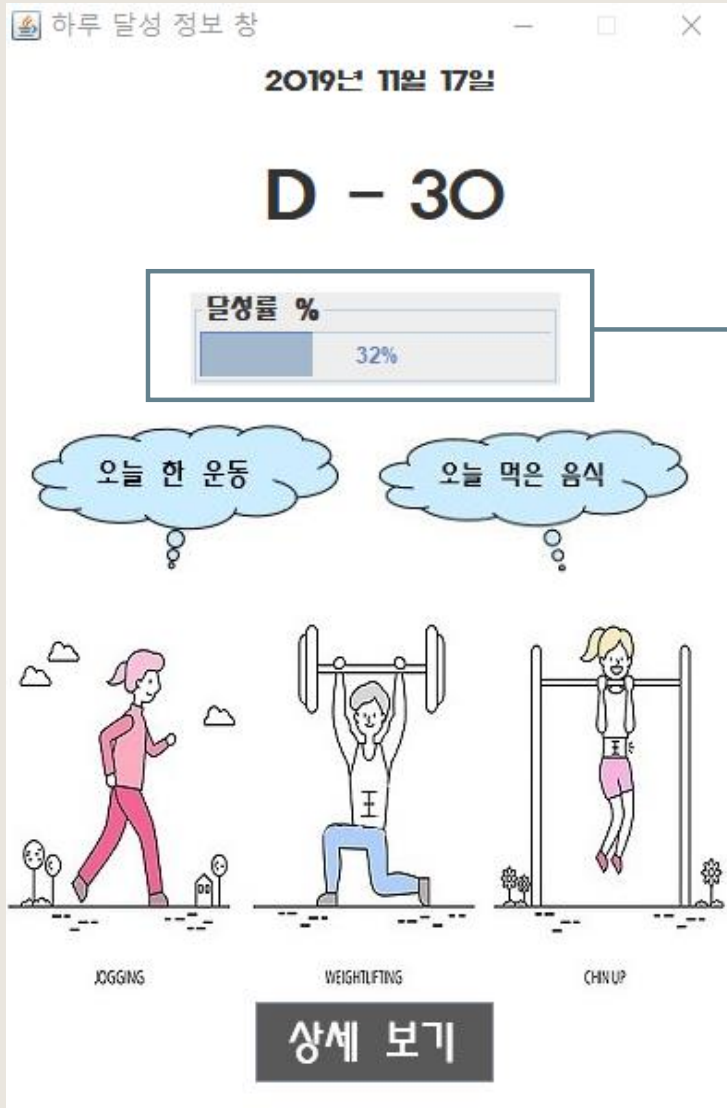 하루 달성 정보 창
2019년 11월 17일
D - 30
달성률 %
32%
오늘 한 운동
오늘 먹은 음식
JOGGING
WEIGHTLIFTING
CHIN UP
상세 보기